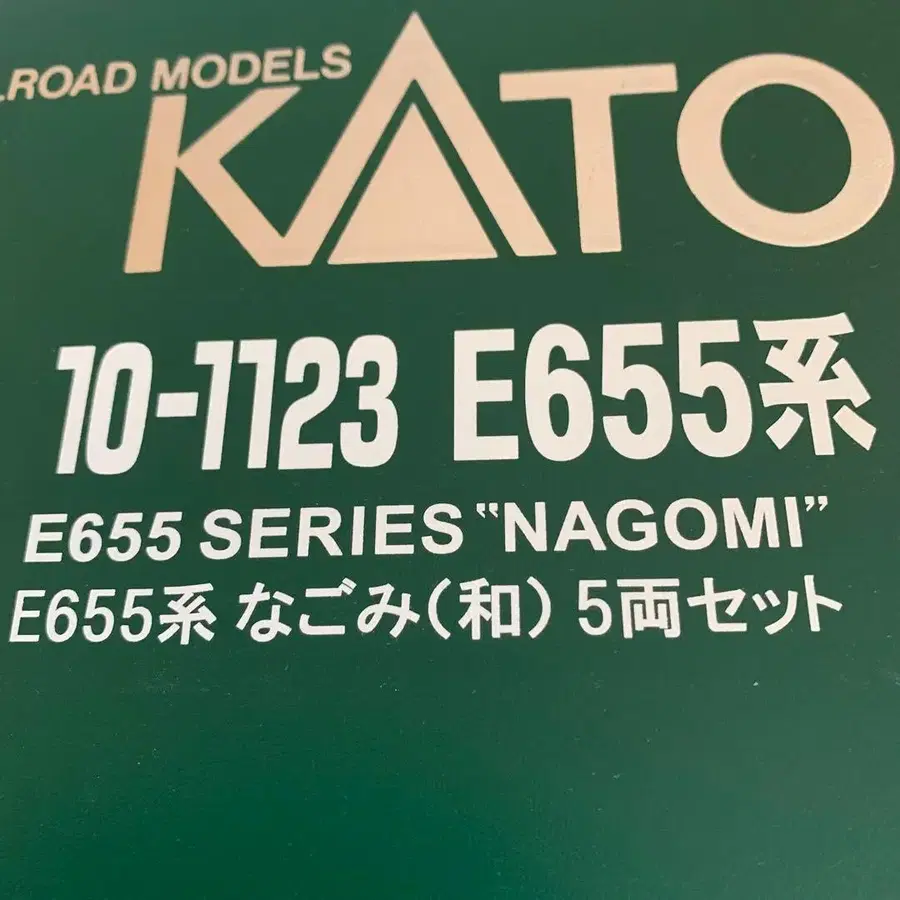 ROAD MODELS
KATO
10-1123 E655系
E655 SERIES "NAGOMI"
E655系 なごみ(和) 5両セット